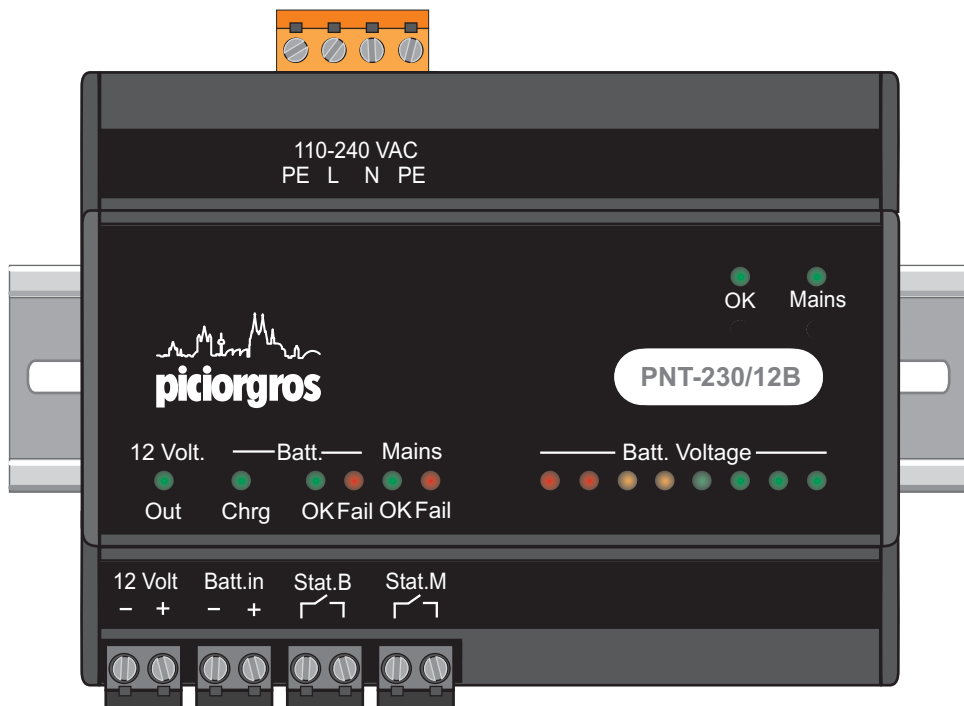 110-240 VAC
PE L N PE
OK Mains
piciorgros
PNT-230/12B
12 Volt. Batt. Mains Batt. Voltage
Out Chrg OK Fail OK Fail
12 Volt Batt.in Stat.B Stat.M
– + – +